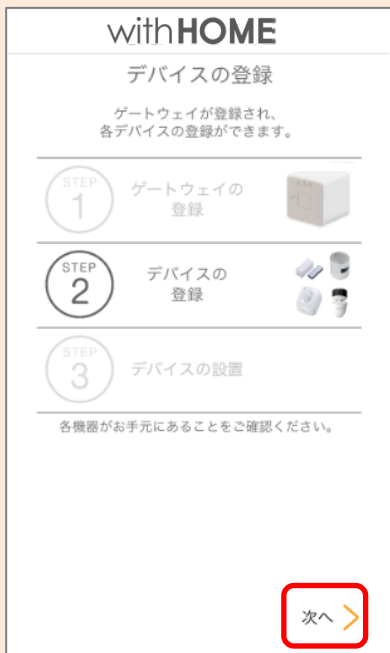 withHOME
デバイスの登録
ゲートウェイが登録され、
各デバイスの登録ができます。
STEP
1
ゲートウェイの
登録
STEP
2
デバイスの
登録
STEP
3
デバイスの設置
各機器がお手元にあることをご確認ください。
次へ